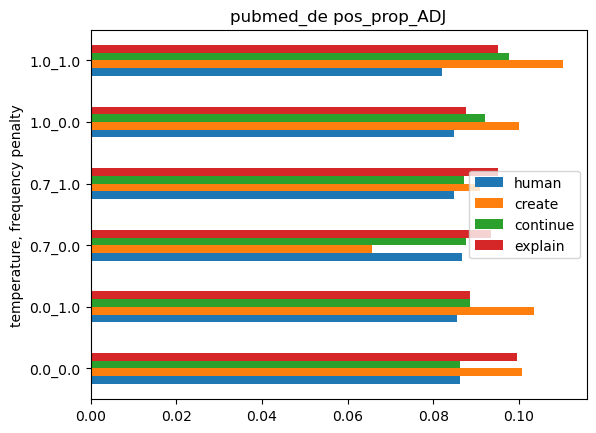 pubmed_de pos_prop_ADJ
temperature, frequency penalty
1.0_1.0
1.0_0.0
0.7_1.0
0.7_0.0
0.0_1.0
0.0_0.0
human
create
continue
explain
0.00 0.02 0.04 0.06 0.08 0.10